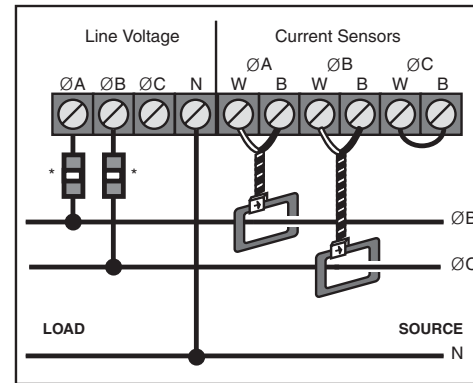 Line Voltage Current Sensors
ØA ØB ØC
ØA ØB ØC N W B W B W B
* *
ØB
ØC
LOAD SOURCE
N